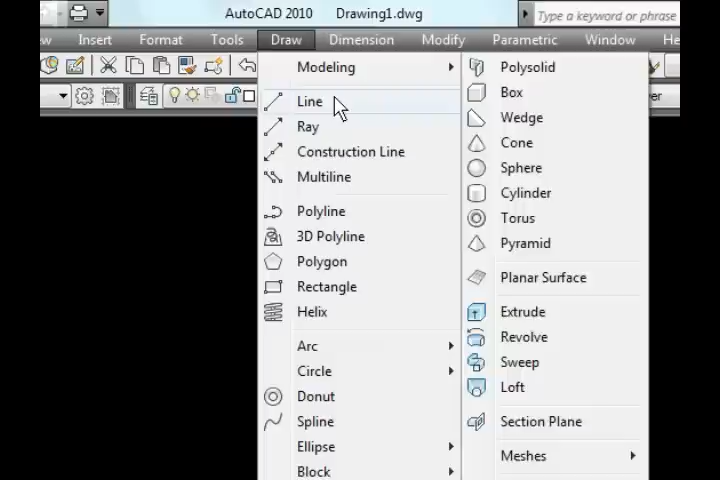 AutoCAD 2010 Drawing1.dwg
Type a keyword or phrase
w Insert Format Tools Draw Dimension Modify Parametric Window He
ver
Modeling
Line
Ray
Construction Line
Multiline
Polyline
3D Polyline
Polygon
Rectangle
Helix
Arc
Circle
Donut
Spline
Ellipse
Block
Polysolid
Box
Wedge
Cone
Sphere
Cylinder
Torus
Pyramid
Planar Surface
Extrude
Revolve
Sweep
Loft
Section Plane
Meshes